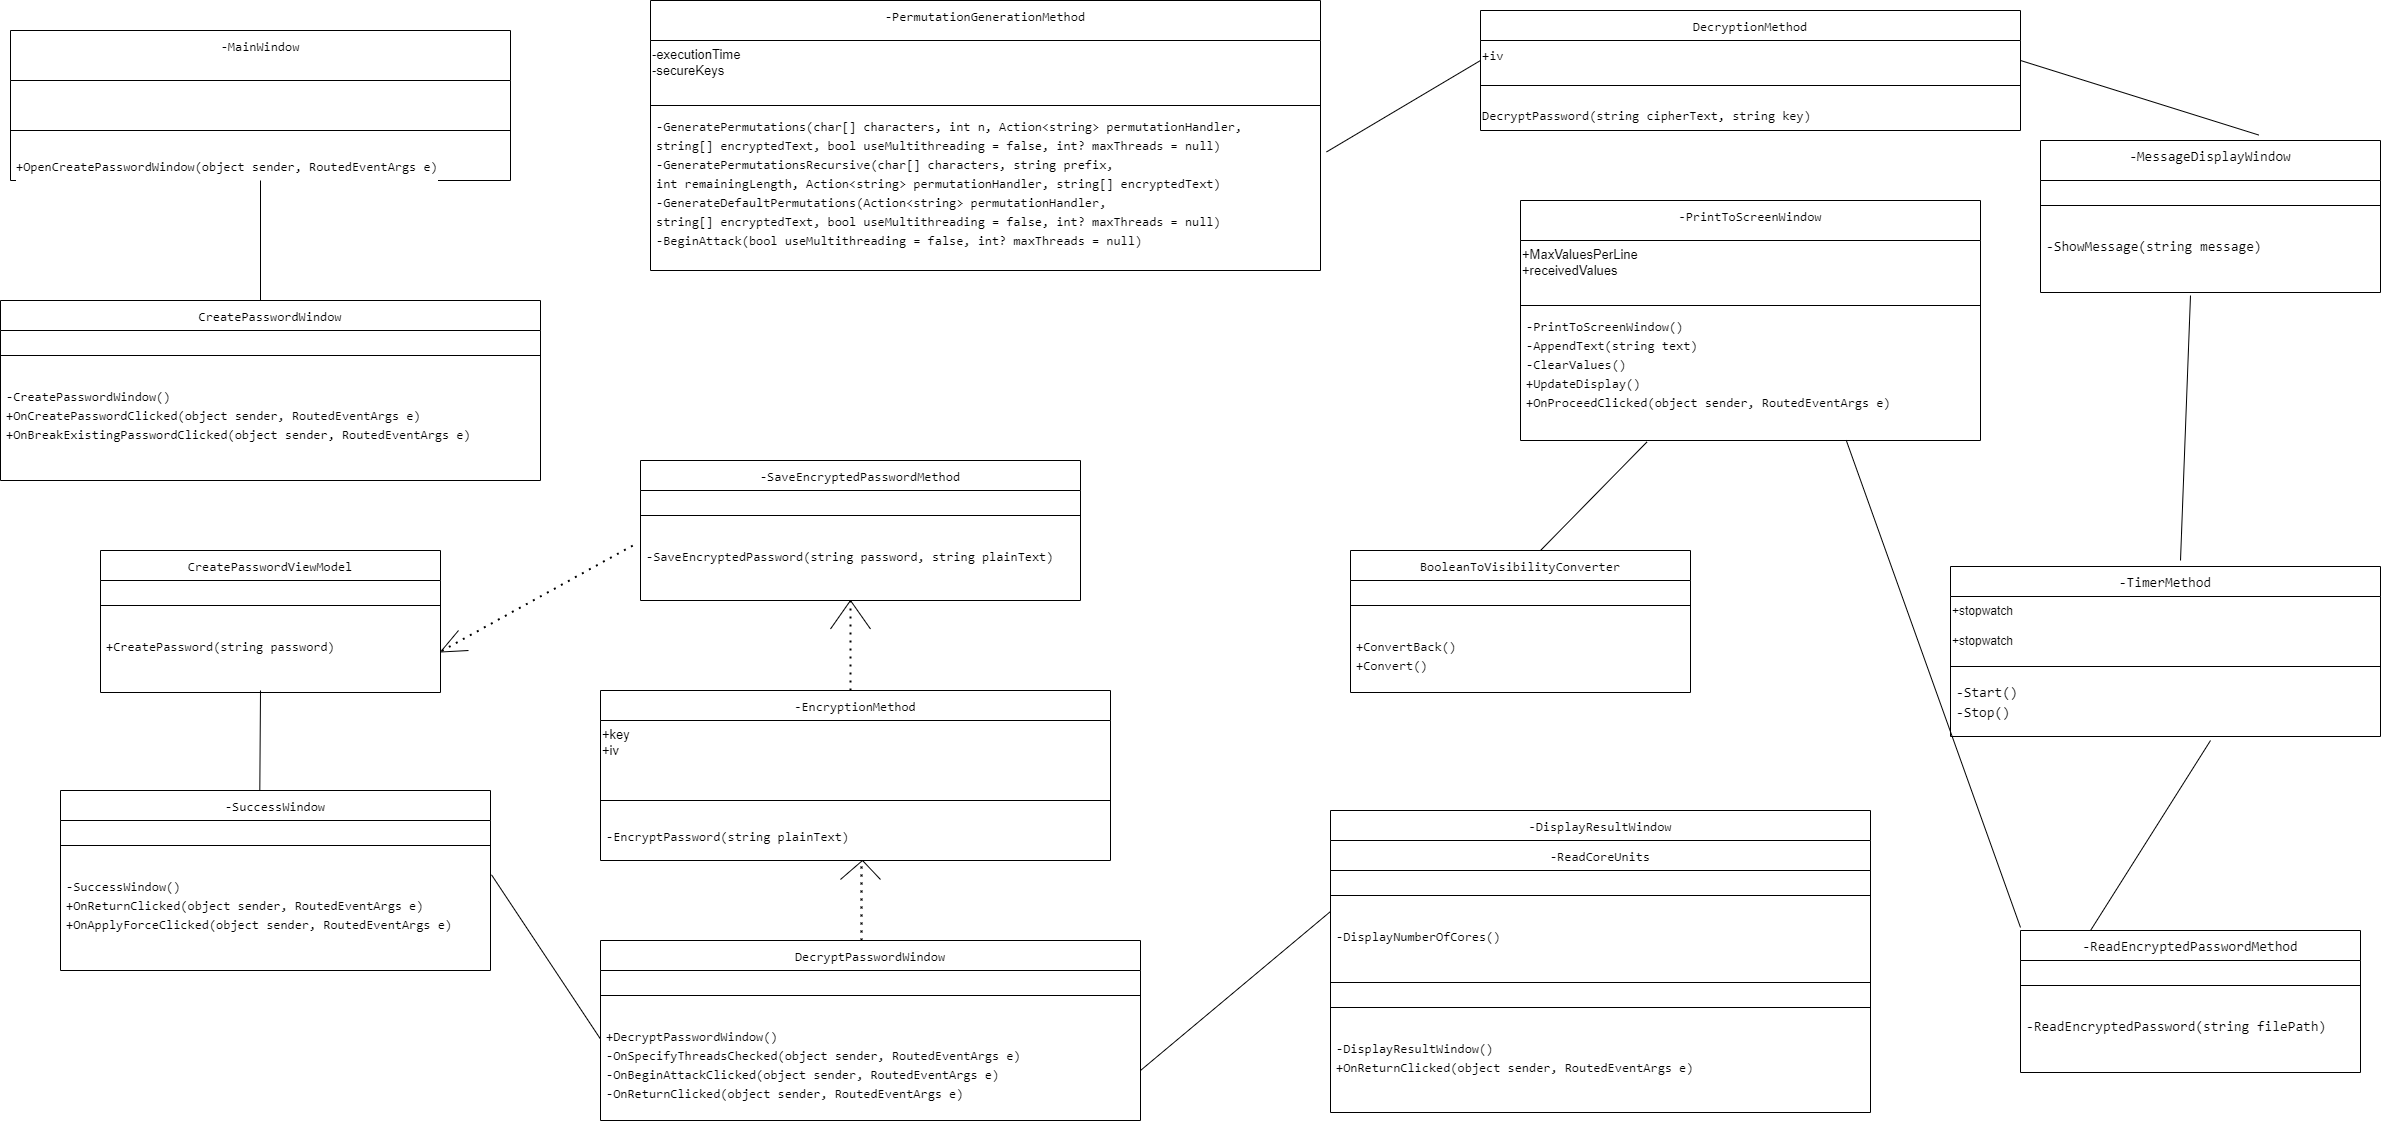 -MainWindow
+OpenCreatePasswordWindow(object sender, RoutedEventArgs e)
-PermutationGenerationMethod
-executionTime
-secureKeys
-GeneratePermutations(char[] characters, int n, Action<string> permutationHandler,
string[] encryptedText, bool useMultithreading = false, int? maxThreads = null)
-GeneratePermutationsRecursive(char[] characters, string prefix,
int remainingLength, Action<string> permutationHandler, string[] encryptedText)
-GenerateDefaultPermutations(Action<string> permutationHandler,
string[] encryptedText, bool useMultithreading = false, int? maxThreads = null)
-BeginAttack(bool useMultithreading = false, int? maxThreads = null)
DecryptionMethod
+iv
DecryptPassword(string cipherText, string key)
-MessageDisplayWindow
-ShowMessage(string message)
-PrintToScreenWindow
+MaxValuesPerLine
+receivedValues
-PrintToScreenWindow()
-AppendText(string text)
-ClearValues()
+UpdateDisplay()
+OnProceedClicked(object sender, RoutedEventArgs e)
CreatePasswordWindow
-CreatePasswordWindow()
+OnCreatePasswordClicked(object sender, RoutedEventArgs e)
+OnBreakExistingPasswordClicked(object sender, RoutedEventArgs e)
-SaveEncryptedPasswordMethod
-SaveEncryptedPassword(string password, string plainText)
CreatePasswordViewModel
+CreatePassword(string password)
BooleanToVisibilityConverter
+ConvertBack()
+Convert()
-TimerMethod
+stopwatch
+stopwatch
-Start()
-Stop()
-EncryptionMethod
+key
+iv
-EncryptPassword(string plainText)
-SuccessWindow
-SuccessWindow()
+OnReturnClicked(object sender, RoutedEventArgs e)
+OnApplyForceClicked(object sender, RoutedEventArgs e)
DecryptPasswordWindow
+DecryptPasswordWindow()
-OnSpecifyThreadsChecked(object sender, RoutedEventArgs e)
-OnBeginAttackClicked(object sender, RoutedEventArgs e)
-OnReturnClicked(object sender, RoutedEventArgs e)
-DisplayResultWindow
-ReadCoreUnits
-DisplayNumberOfCores()
-DisplayResultWindow()
+OnReturnClicked(object sender, RoutedEventArgs e)
-ReadEncryptedPasswordMethod
-ReadEncryptedPassword(string filePath)